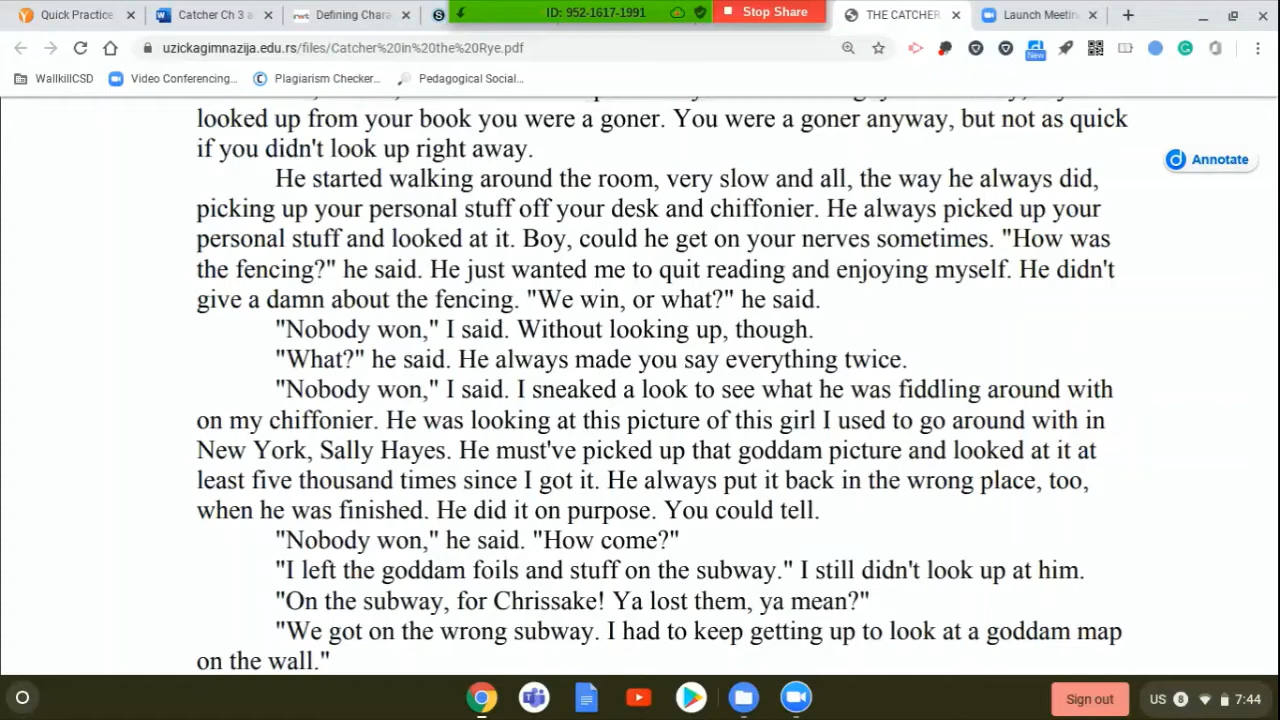 Quick Practice
Catcher Ch 3 a
Defining Chara
ID: 952-1617-1991
Stop Share
THE CATCHER
Launch Meetin
uzickagimnazija.edu.rs/files/Catcher%20in%20the%20Rye.pdf
New
WallkillCSD
Video Conferencing...
Plagiarism Checker...
Pedagogical Social...
looked up from your book you were a goner. You were a goner anyway, but not as quick
if you didn't look up right away.
Annotate
He started walking around the room, very slow and all, the way he always did,
picking up your personal stuff off your desk and chiffonier. He always picked up your
personal stuff and looked at it. Boy, could he get on your nerves sometimes. "How was
the fencing?" he said. He just wanted me to quit reading and enjoying myself. He didn't
give a damn about the fencing. "We win, or what?" he said.
"Nobody won," I said. Without looking up, though.
"What?" he said. He always made you say everything twice.
"Nobody won," I said. I sneaked a look to see what he was fiddling around with
on my chiffonier. He was looking at this picture of this girl I used to go around with in
New York, Sally Hayes. He must've picked up that goddam picture and looked at it at
least five thousand times since I got it. He always put it back in the wrong place, too,
when he was finished. He did it on purpose. You could tell.
"Nobody won," he said. "How come?"
"I left the goddam foils and stuff on the subway." I still didn't look up at him.
"On the subway, for Chrissake! Ya lost them, ya mean?"
"We got on the wrong subway. I had to keep getting up to look at a goddam map
on the wall."
Sign out
US 8 7:44